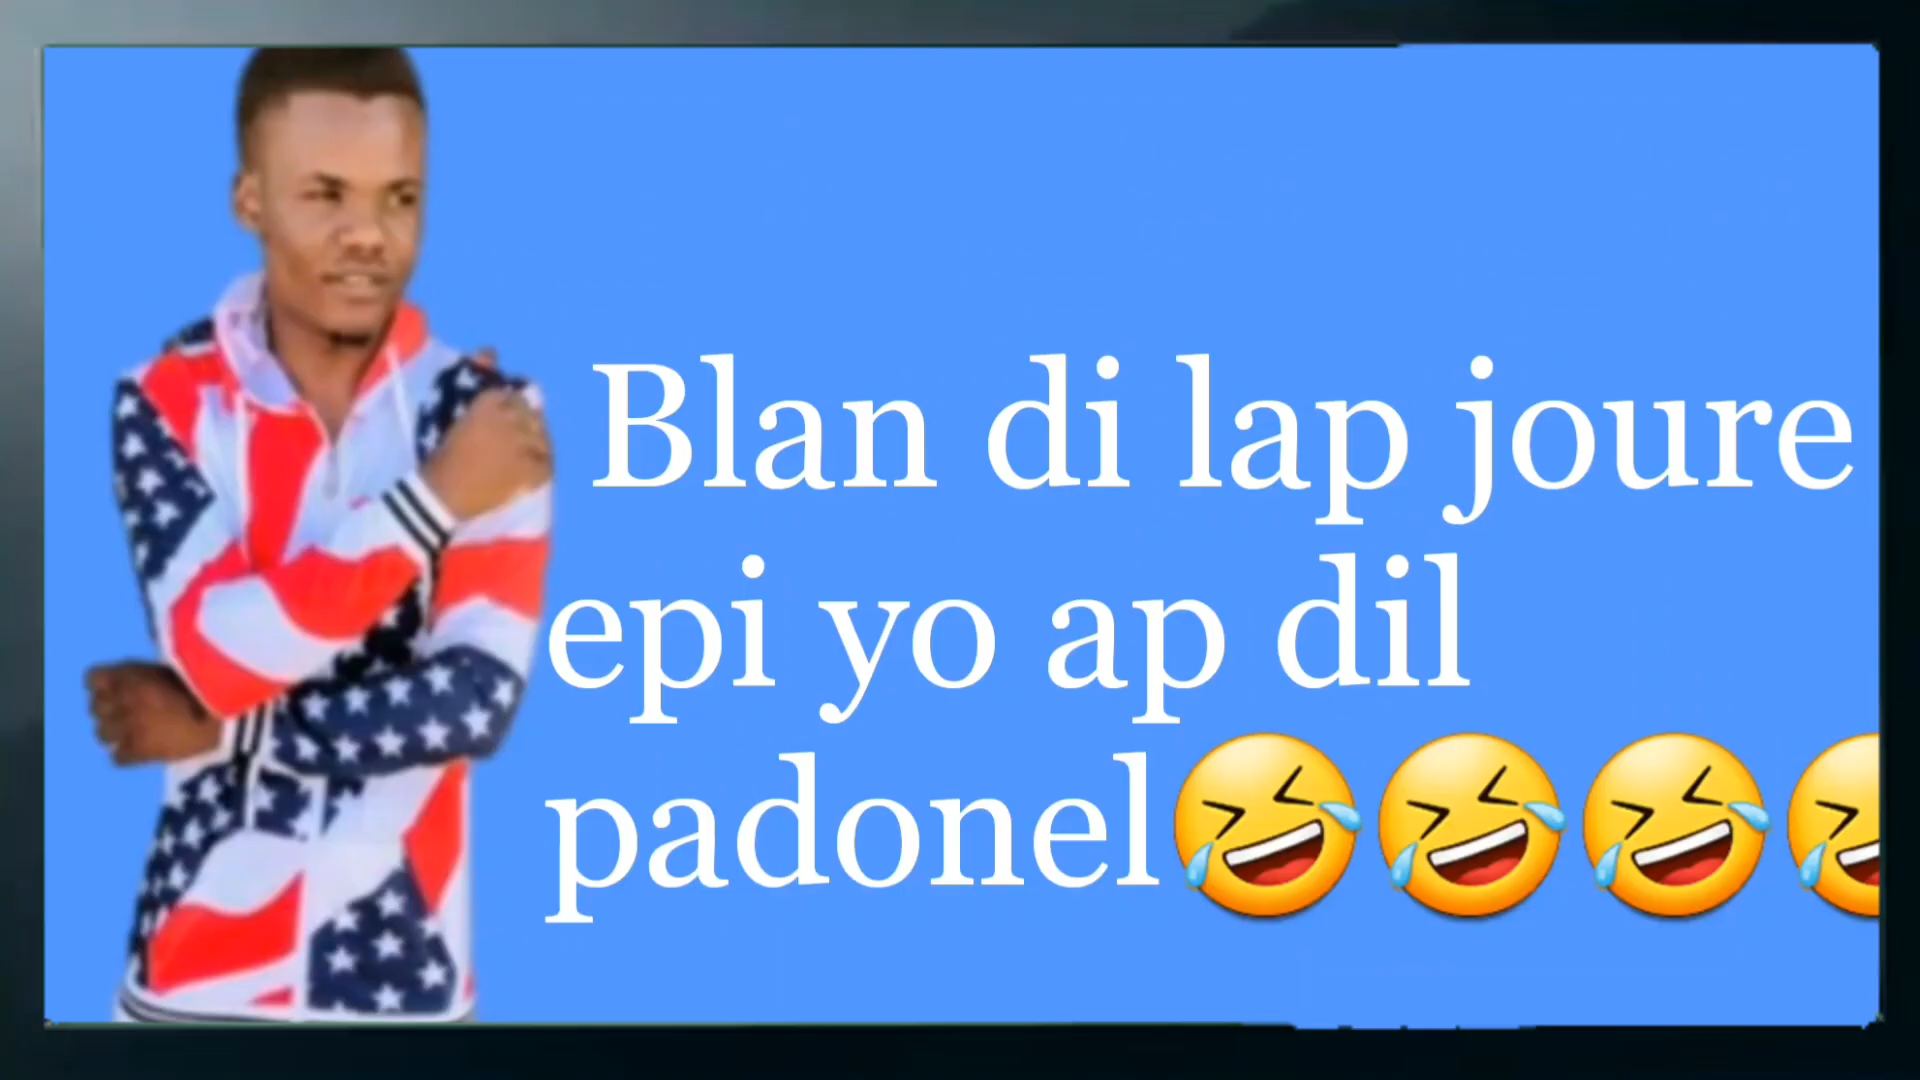 Blan di lap joure
epi yo ap dil
padonel🤣🤣🤣🤣